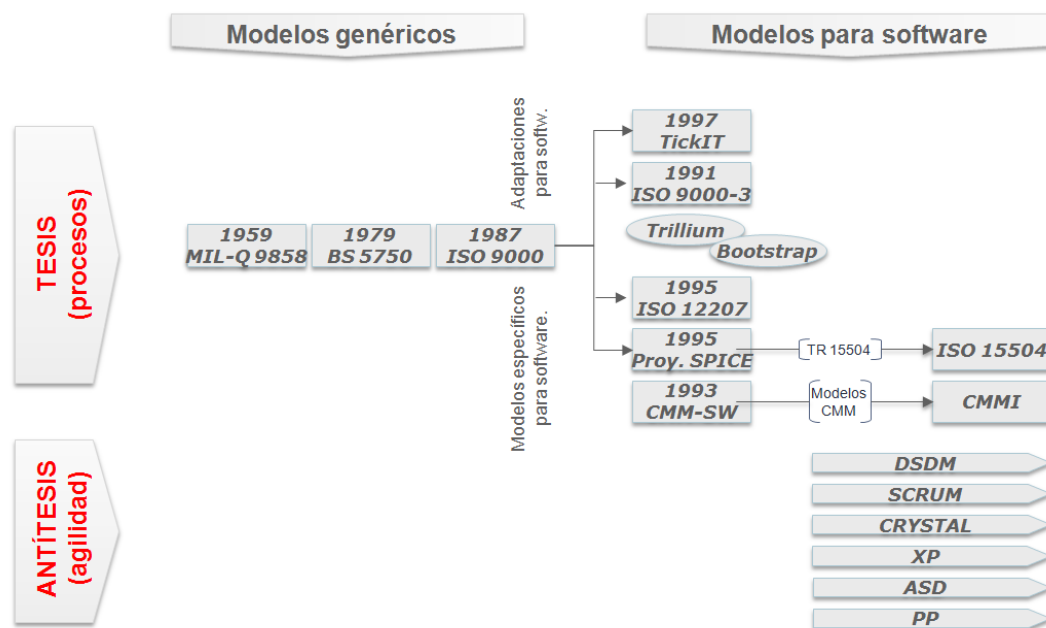 Modelos genéricos
Modelos para software
TESIS
(procesos)
Adaptaciones
para softw.
1959
MIL-Q 9858
1979
BS 5750
1987
ISO 9000
Modelos específicos
para software.
1997
TickIT
1991
ISO 9000-3
Trillium
Bootstrap
1995
ISO 12207
1995
Proy. SPICE
TR 15504
ISO 15504
1993
CMM-SW
Modelos
CMM
CMMI
ANTÍTESIS
(agilidad)
DSDM
SCRUM
CRYSTAL
XP
ASD
PP